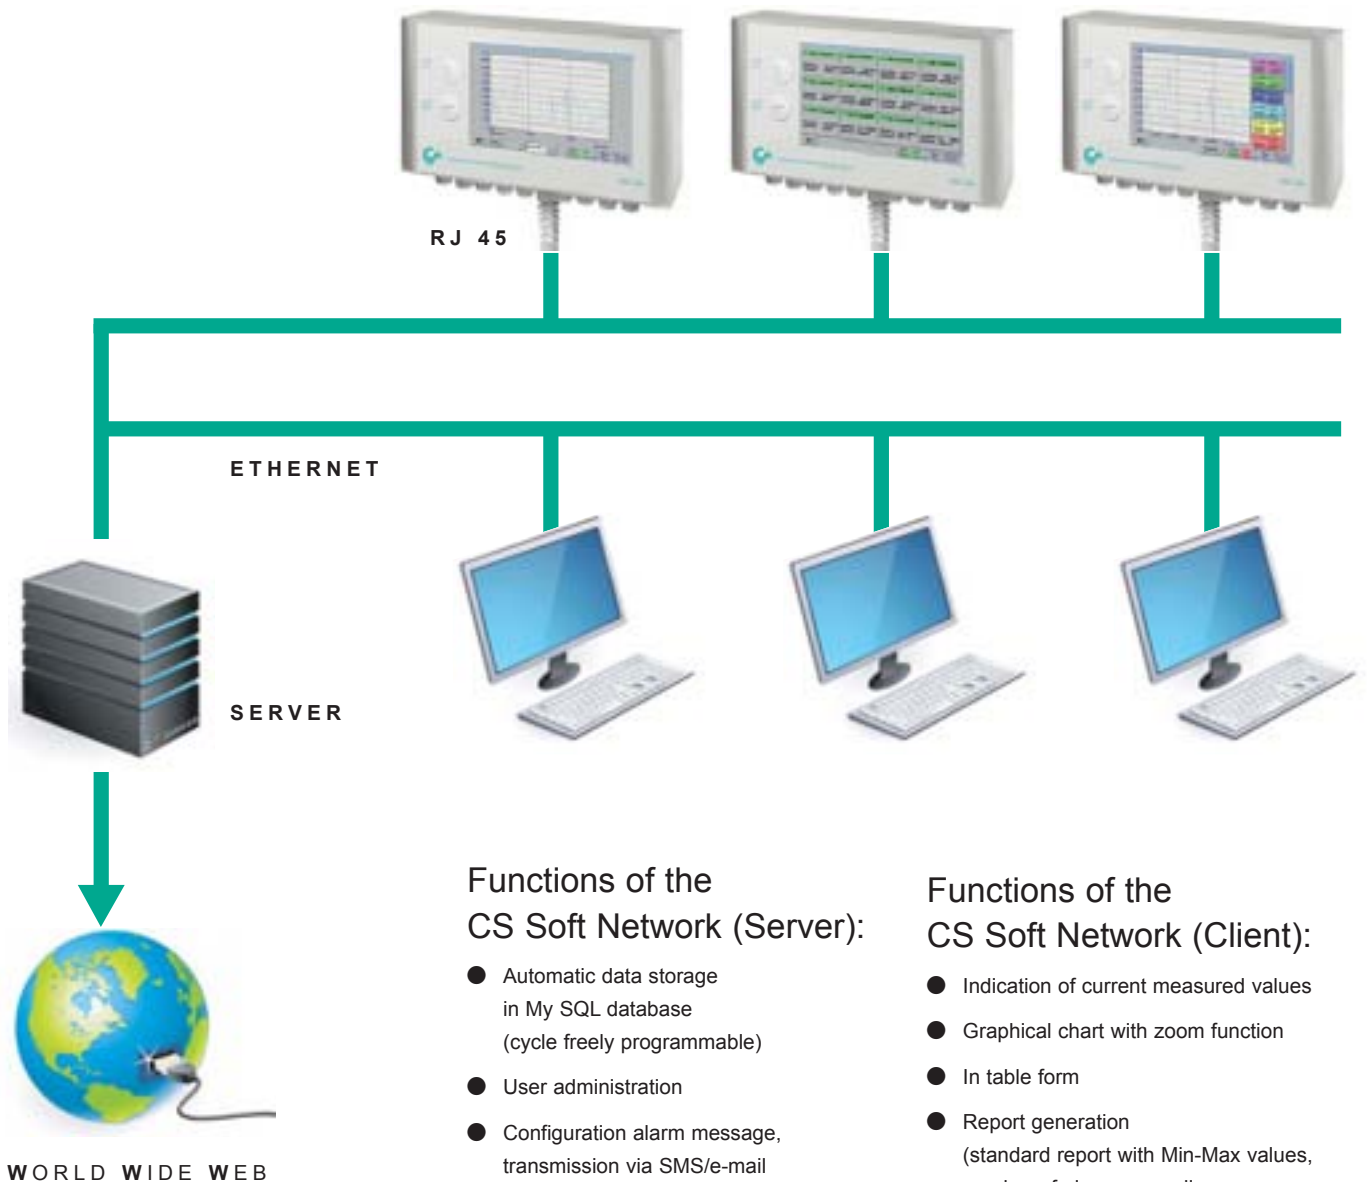 RJ 45
ETHERNET
SERVER
WORLD WIDE WEB
Functions of the
CS Soft Network (Server):
● Automatic data storage
in My SQL database
(cycle freely programmable)
● User administration
● Configuration alarm message,
transmission via SMS/e-mail
Functions of the
CS Soft Network (Client):
● Indication of current measured values
● Graphical chart with zoom function
● In table form
● Report generation
(standard report with Min-Max values,